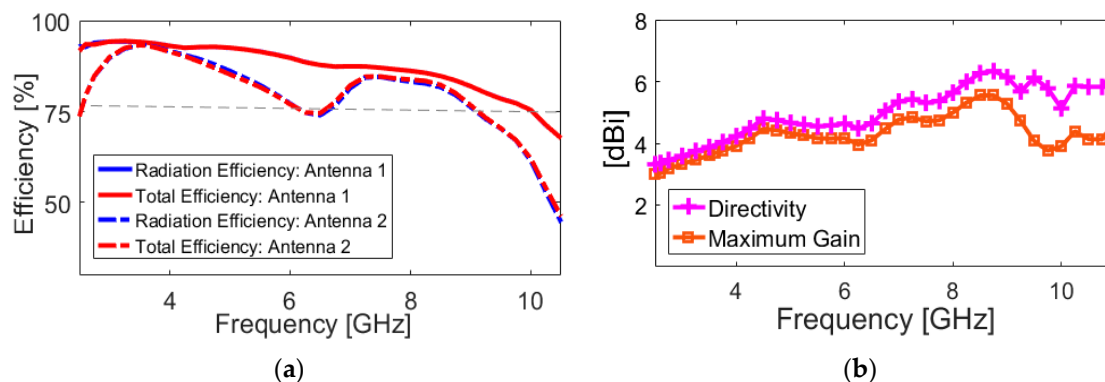 100
75
50
Efficiency [%]
Radiation Efficiency: Antenna 1
Total Efficiency: Antenna 1
Radiation Efficiency: Antenna 2
Total Efficiency: Antenna 2
4 6 8 10
Frequency [GHz]
(a)
8
6
4
2
[dBi]
Directivity
Maximum Gain
4 6 8 10
Frequency [GHz]
(b)